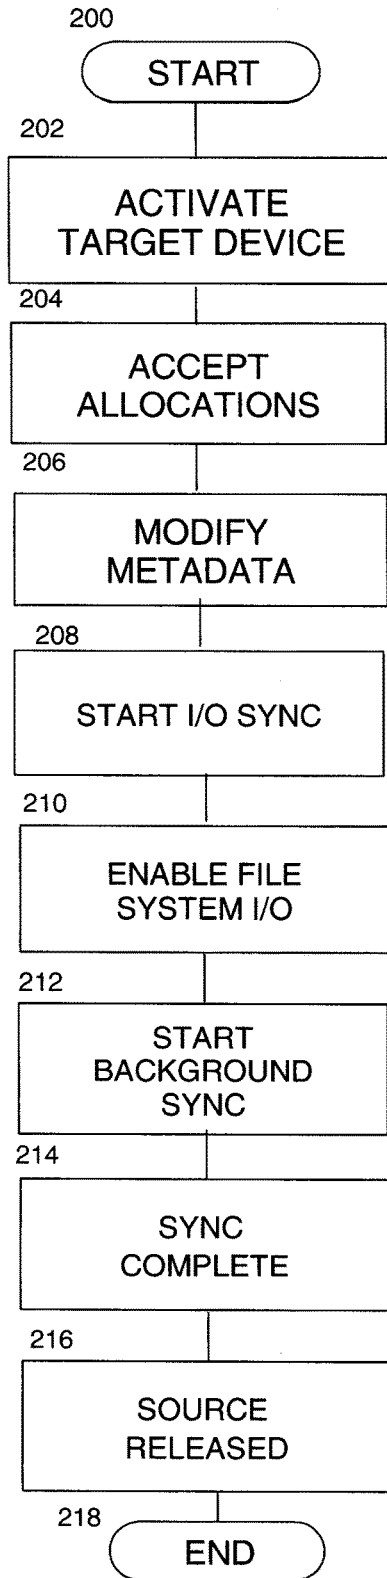 200
START
202
ACTIVATE
TARGET DEVICE
204
ACCEPT
ALLOCATIONS
206
MODIFY
METADATA
208
START I/O SYNC
210
ENABLE FILE
SYSTEM I/O
212
START
BACKGROUND
SYNC
214
SYNC
COMPLETE
216
SOURCE
RELEASED
218
END